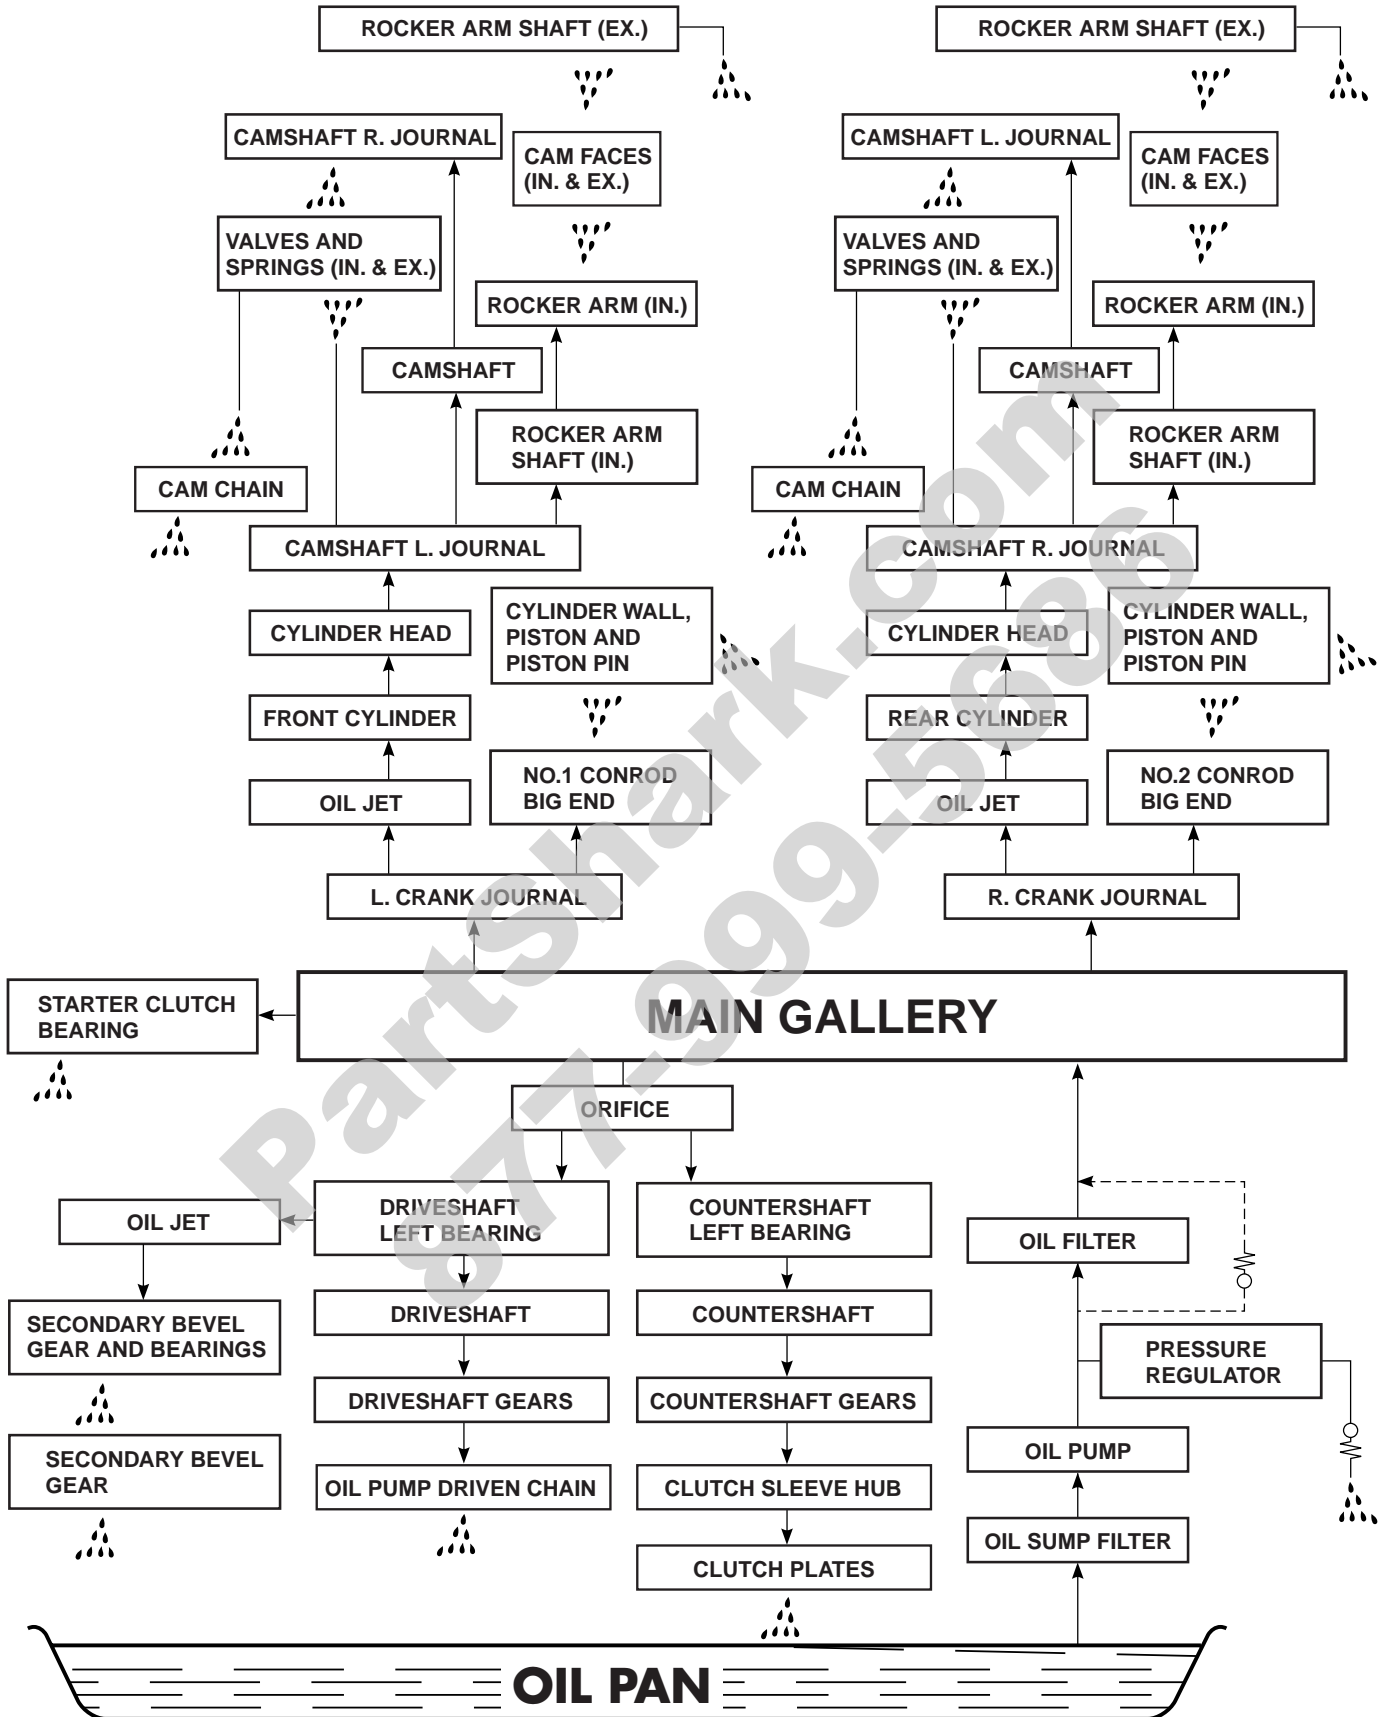 ROCKER ARM SHAFT (EX.)
ROCKER ARM SHAFT (EX.)
CAMSHAFT R. JOURNAL
CAM FACES
(IN. & EX.)
CAMSHAFT L. JOURNAL
CAM FACES
(IN. & EX.)
VALVES AND
SPRINGS (IN. & EX.)
VALVES AND
SPRINGS (IN. & EX.)
ROCKER ARM (IN.)
ROCKER ARM (IN.)
CAMSHAFT
CAMSHAFT
ROCKER ARM
SHAFT (IN.)
ROCKER ARM
SHAFT (IN.)
CAM CHAIN
CAM CHAIN
CAMSHAFT L. JOURNAL
CAMSHAFT R. JOURNAL
CYLINDER HEAD
CYLINDER WALL,
PISTON AND
PISTON PIN
CYLINDER HEAD
CYLINDER WALL,
PISTON AND
PISTON PIN
FRONT CYLINDER
REAR CYLINDER
OIL JET
NO.1 CONROD
BIG END
OIL JET
NO.2 CONROD
BIG END
L. CRANK JOURNAL
R. CRANK JOURNAL
STARTER CLUTCH
BEARING
MAIN GALLERY
ORIFICE
OIL JET
DRIVESHAFT
LEFT BEARING
COUNTERSHAFT
LEFT BEARING
OIL FILTER
SECONDARY BEVEL
GEAR AND BEARINGS
DRIVESHAFT
COUNTERSHAFT
PRESSURE
REGULATOR
DRIVESHAFT GEARS
COUNTERSHAFT GEARS
OIL PUMP
SECONDARY BEVEL
GEAR
OIL PUMP DRIVEN CHAIN
CLUTCH SLEEVE HUB
OIL SUMP FILTER
CLUTCH PLATES
OIL PAN
PartShark.com
877-999-5686